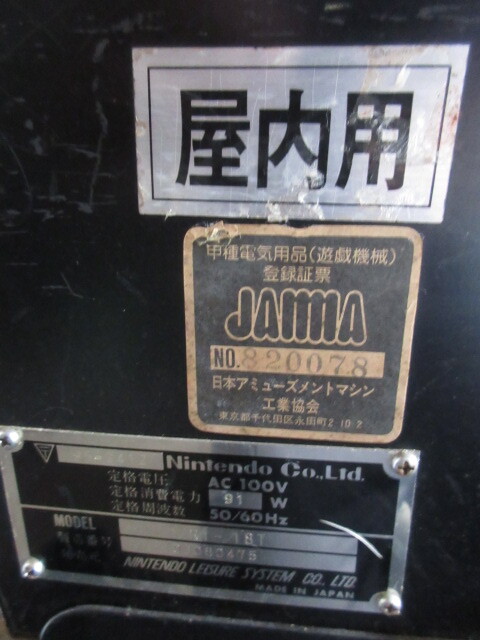 屋内用
甲種電気用品(遊戯機械)
登録証票
JAMMA
NO. 820078
日本アミューズメントマシン
工業協会
東京都千代田区永田町2-10-2
Nintendo Co.,Ltd.
定格電圧 AC 100V
定格消費電力 91 W
定格周波数 50/60Hz
MODEL
製造番号
NINTENDO LEISURE SYSTEM CO. LTD.
MADE IN JAPAN